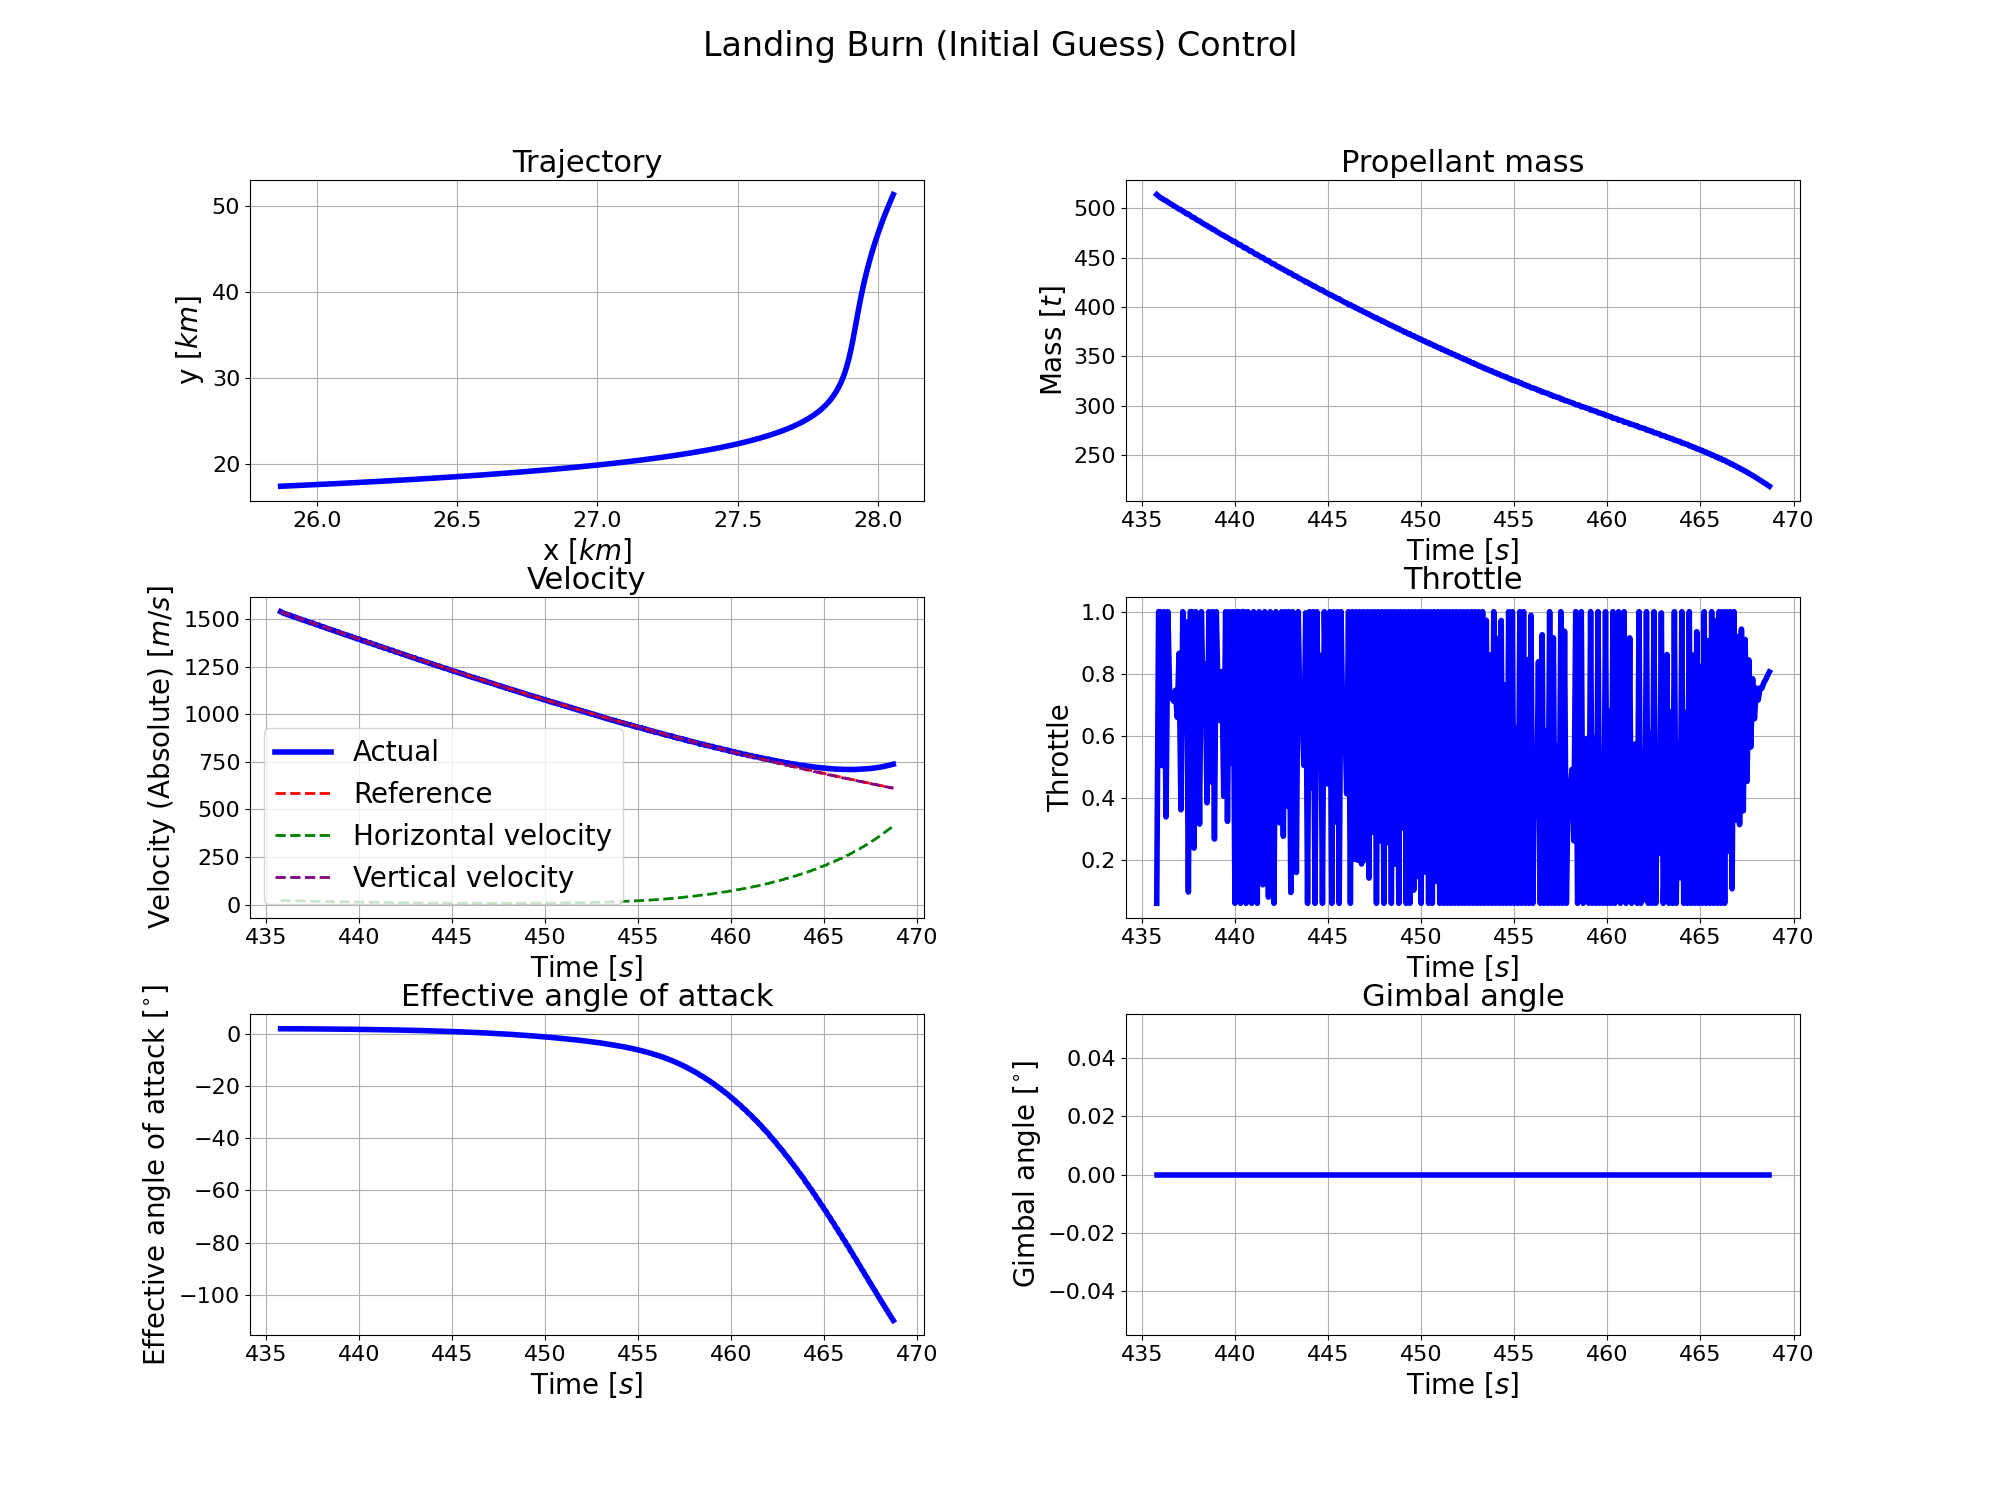 Landing Burn (Initial Guess) Control
Trajectory
y [km]
50
40
30
20
26.0 26.5 27.0 27.5 28.0
x [km]
Propellant mass
Mass [t]
500
450
400
350
300
250
435 440 445 450 455 460 465 470
Time [s]
Velocity
Velocity (Absolute) [m/s]
1500
1250
1000
750
500
250
0
Actual
Reference
Horizontal velocity
Vertical velocity
435 440 445 450 455 460 465 470
Time [s]
Throttle
Throttle
1.0
0.8
0.6
0.4
0.2
435 440 445 450 455 460 465 470
Time [s]
Effective angle of attack
Effective angle of attack [°]
0
−20
−40
−60
−80
−100
435 440 445 450 455 460 465 470
Time [s]
Gimbal angle
Gimbal angle [°]
0.04
0.02
0.00
−0.02
−0.04
435 440 445 450 455 460 465 470
Time [s]